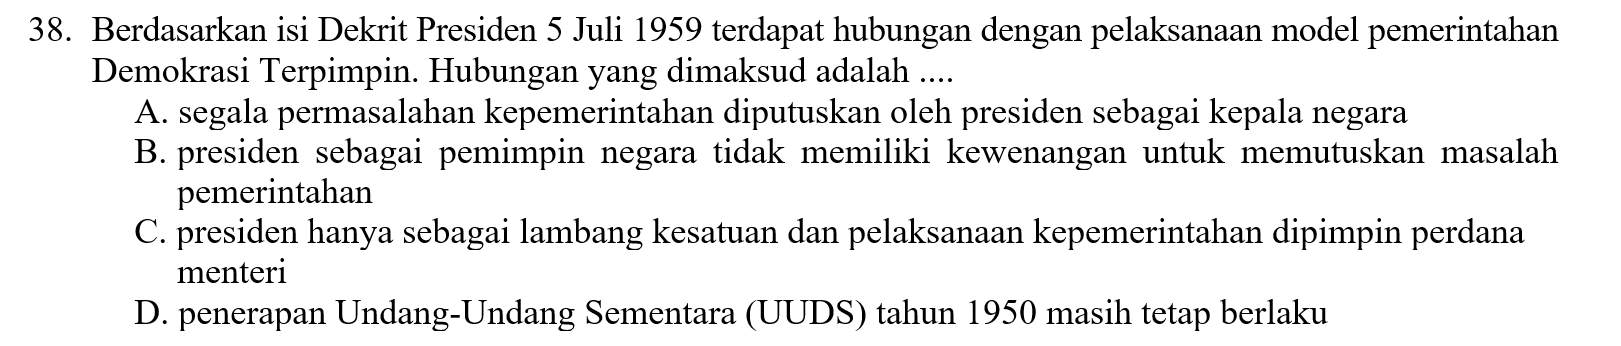 38. Berdasarkan isi Dekrit Presiden 5 Juli 1959 terdapat hubungan dengan pelaksanaan model pemerintahan
Demokrasi Terpimpin. Hubungan yang dimaksud adalah ....
A. segala permasalahan kepemerintahan diputuskan oleh presiden sebagai kepala negara
B. presiden sebagai pemimpin negara tidak memiliki kewenangan untuk memutuskan masalah
pemerintahan
C. presiden hanya sebagai lambang kesatuan dan pelaksanaan kepemerintahan dipimpin perdana
menteri
D. penerapan Undang-Undang Sementara (UUDS) tahun 1950 masih tetap berlaku